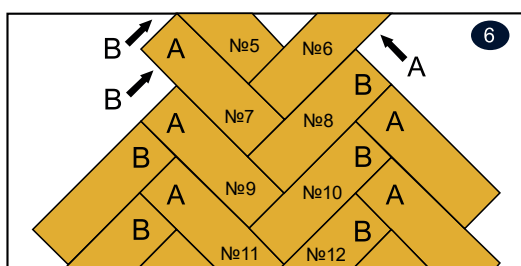 6
B A №5 №6 A
B №7 B
A №8 A
B B
A №9 №10 A
B B
№11 №12